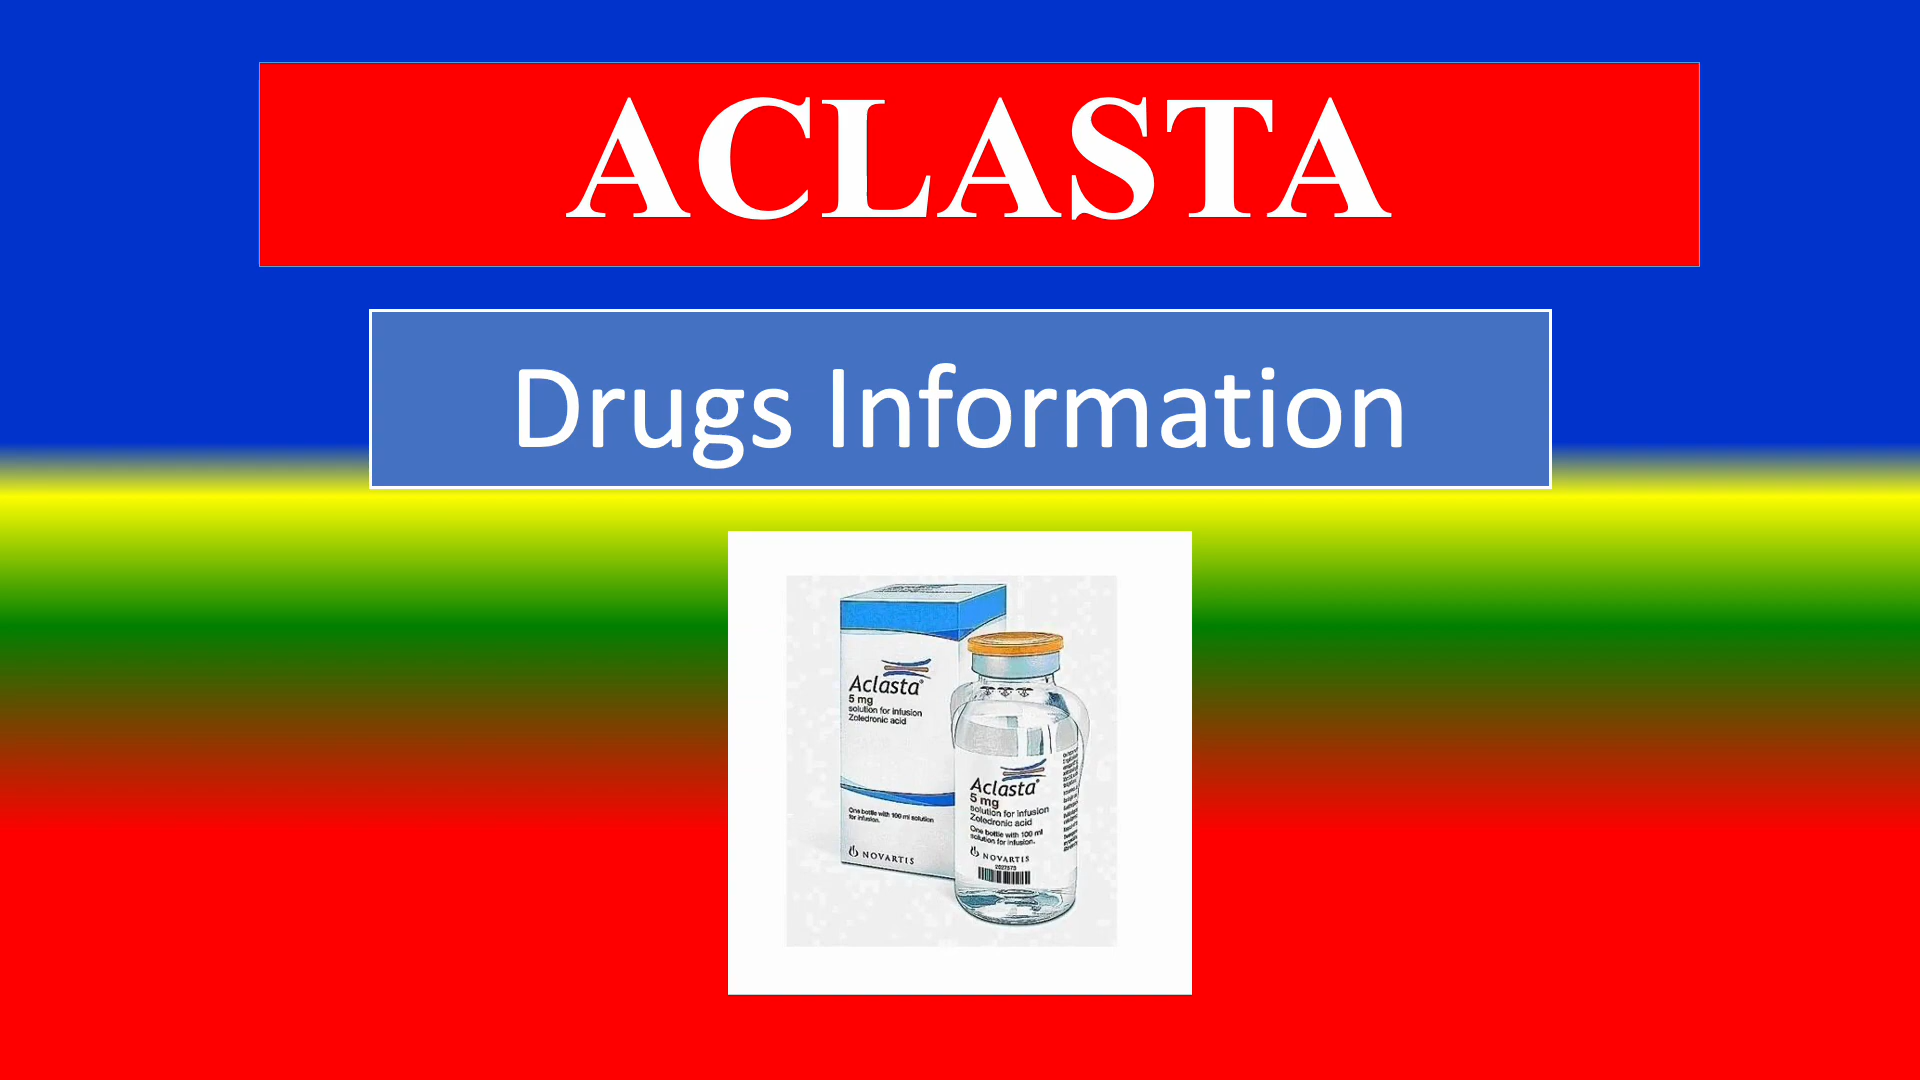 ACLASTA
Drugs Information
Aclasta®
5 mg
solution for infusion
Zoledronic acid
One bottle with 100 ml solution
for infusion.
NOVARTIS
Aclasta®
5 mg
solution for infusion
Zoledronic acid
One bottle with 100 ml
solution for infusion.
NOVARTIS